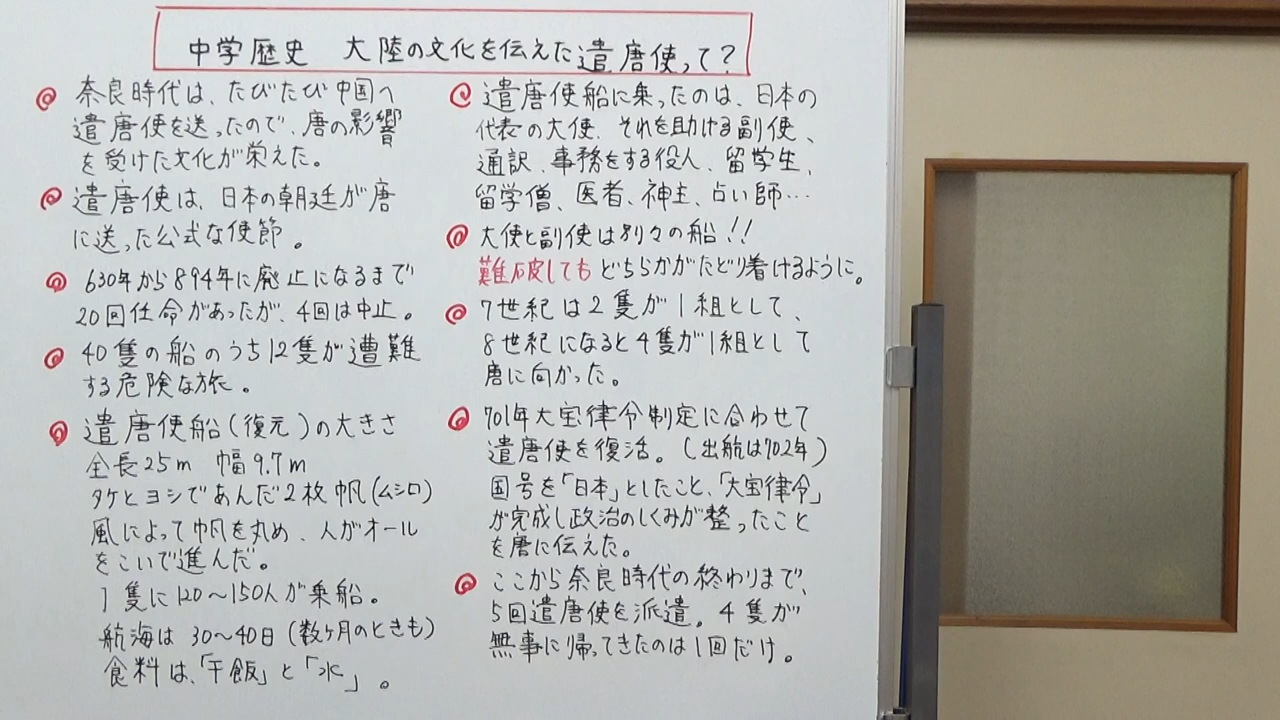 中学歴史 大陸の文化を伝えた遣唐使って?
奈良時代は、たびたび中国へ
遣唐使を送ったので、唐の影響
を受けた文化が栄えた。
遣唐使は、日本の朝廷が唐
に送った公式な使節。
630年から894年に廃止になるまで
20回任命があったが、4回は中止。
40隻の船のうち12隻が遭難
する危険な旅。
遣唐使船(復元)の大きさ
全長25m 幅9.7m
タケとヨシであんだ2枚帆(ムシロ)
風によって帆を丸め、人がオール
をこいで進んだ。
1隻に120〜150人が乗船。
航海は30〜40日(数ヶ月のときも)
食料は、「干飯」と「水」。
遣唐使船に乗ったのは、日本の
代表の大使、それを助ける副使、
通訳、事務をする役人、留学生、
留学僧、医者、神主、占い師…
大使と副使は別々の船!!
難破してもどちらかがたどり着けるように。
7世紀は2隻が1組として、
8世紀になると4隻が1組として
唐に向かった。
701年大宝律令制定に合わせて
遣唐使を復活。(出航は702年)
国号を「日本」としたこと、「大宝律令」
が完成し政治のしくみが整ったこと
を唐に伝えた。
ここから奈良時代の終わりまで、
5回遣唐使を派遣。4隻が
無事に帰ってきたのは1回だけ。